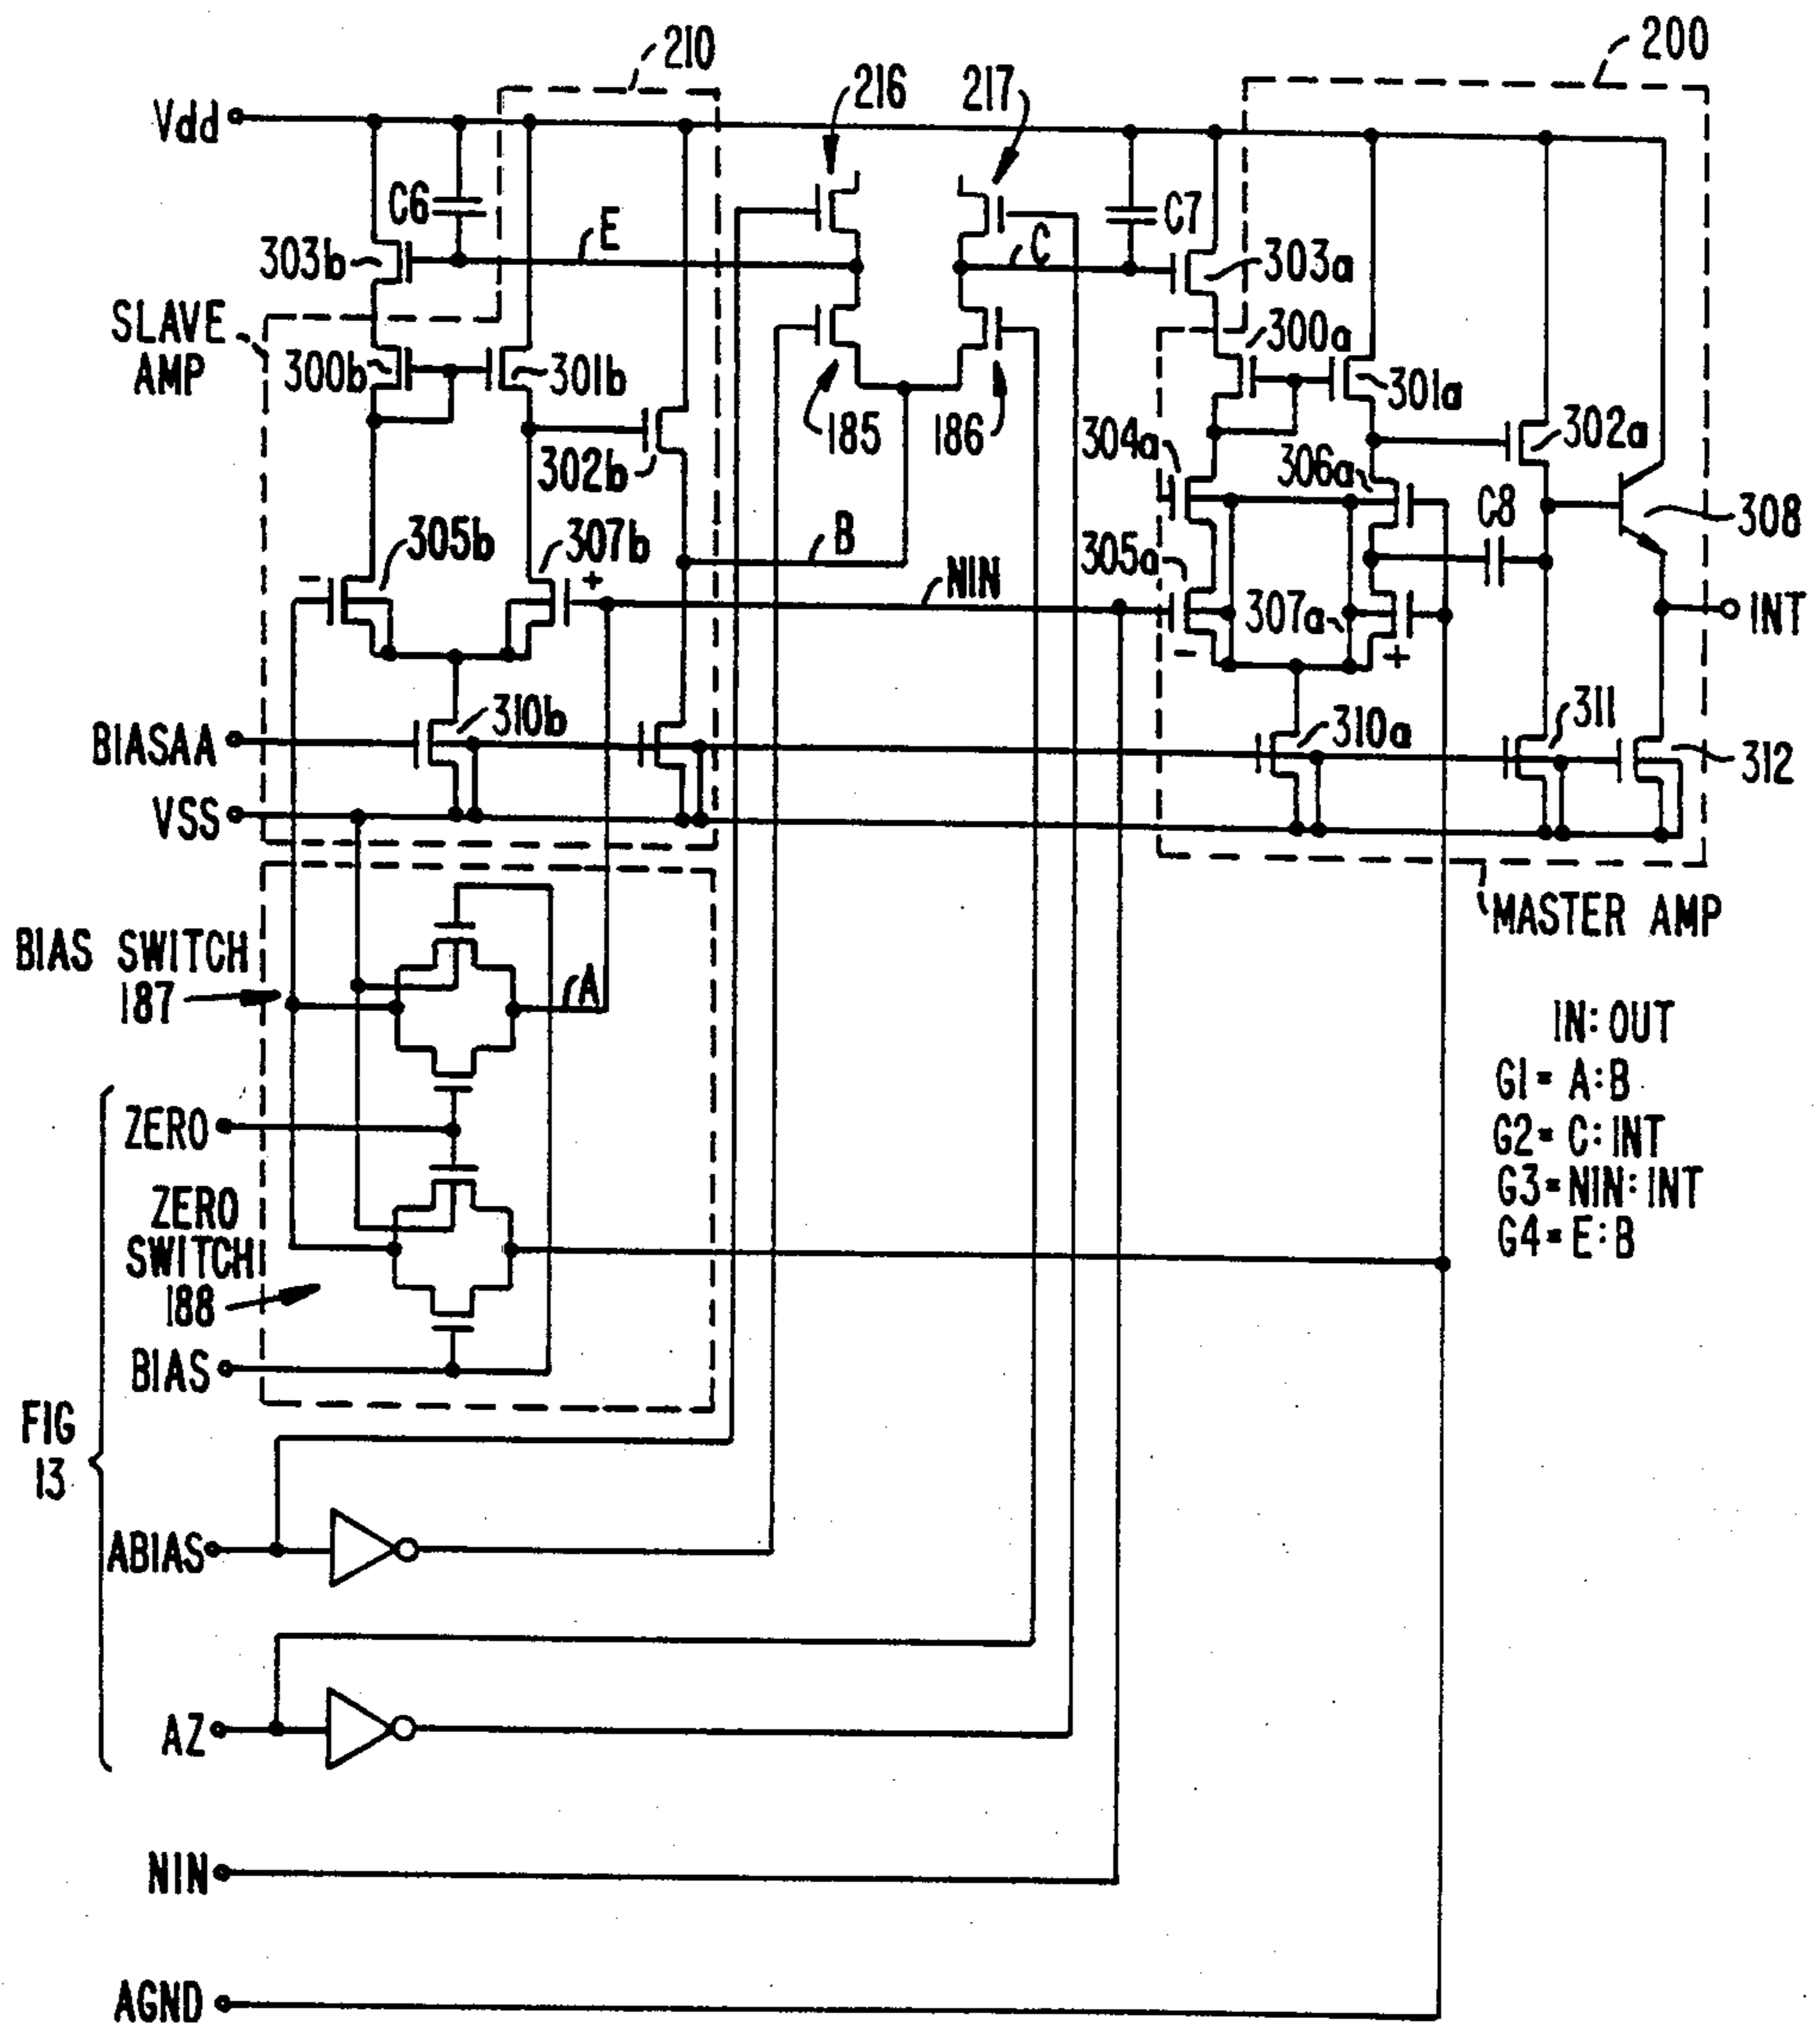 210
200
216
217
Vdd
C6
E
C
C7
303b
303a
SLAVE
AMP
300b
301b
300a
301a
185
186
302b
304a
306a
302a
C8
308
305b
307b
B
305a
NIN
307a
INT
-
+
-
+
310b
310a
311
312
BIASAA
VSS
MASTER AMP
BIAS SWITCH
187
A
IN:OUT
G1= A:B
G2= C:INT
G3=NIN:INT
G4=E:B
ZERO
ZERO
SWITCH
188
BIAS
FIG
13
ABIAS
AZ
NIN
AGND